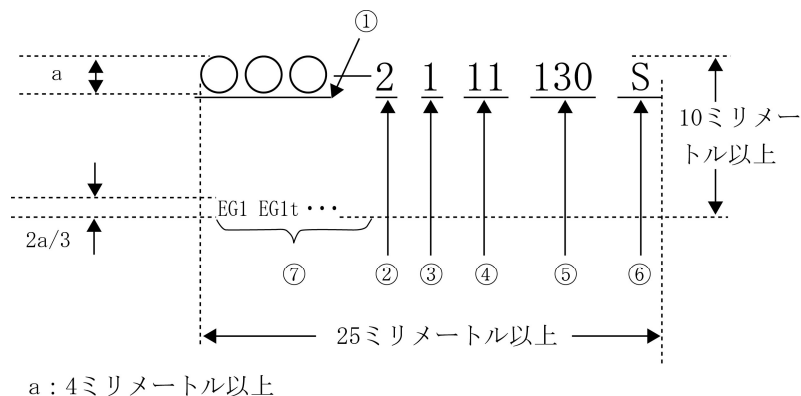 ①
a
○○○―2 1 11 130 S
10ミリメー
トル以上
EG1 EG1t・・・
2a/3
⑦ ② ③ ④ ⑤ ⑥
25ミリメートル以上
a：4ミリメートル以上